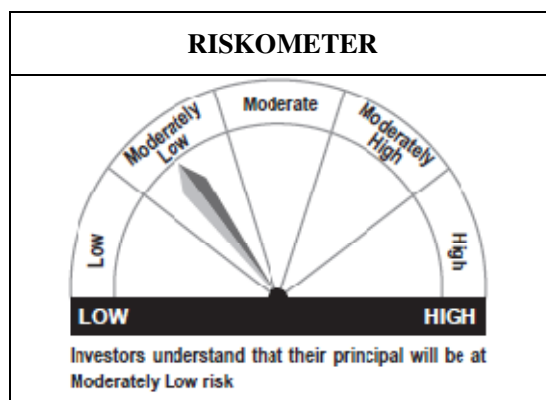 RISKOMETER
Low
Moderately
Low
Moderate
Moderately
High
High
LOW
HIGH
Investors understand that their principal will be at
Moderately Low risk